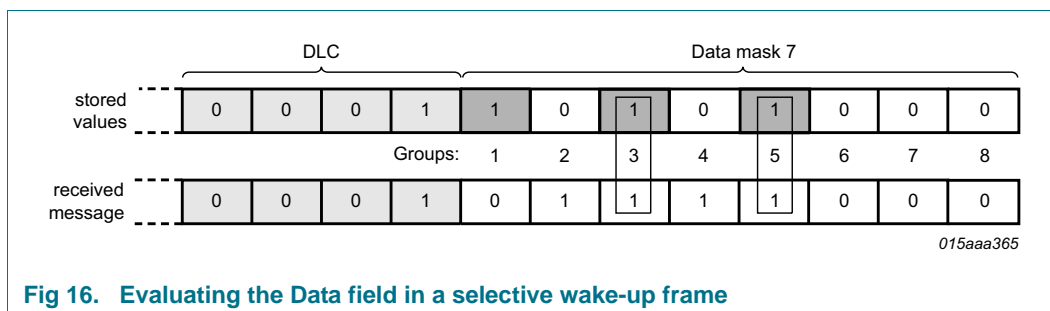 DLC Data mask 7
stored values 0 0 0 1 1 0 1 0 1 0 0 0
Groups: 1 2 3 4 5 6 7 8
received message 0 0 0 1 0 1 1 1 1 0 0 0
015aaa365
Fig 16. Evaluating the Data field in a selective wake-up frame